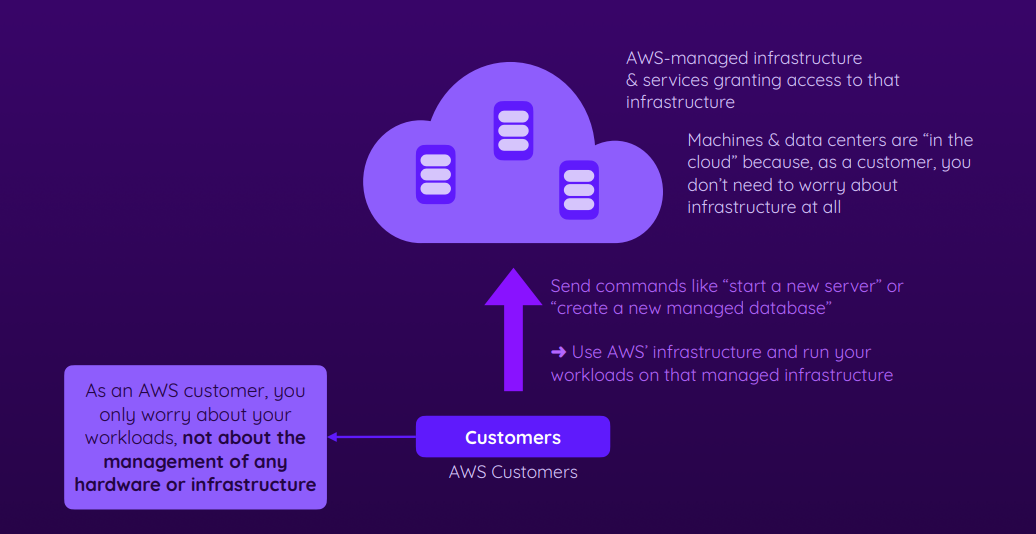 AWS-managed infrastructure
& services granting access to that
infrastructure
Machines & data centers are “in the
cloud” because, as a customer, you
don’t need to worry about
infrastructure at all
Send commands like “start a new server” or
“create a new managed database”
➜ Use AWS’ infrastructure and run your
workloads on that managed infrastructure
As an AWS customer, you
only worry about your
workloads, not about the
management of any
hardware or infrastructure
Customers
AWS Customers